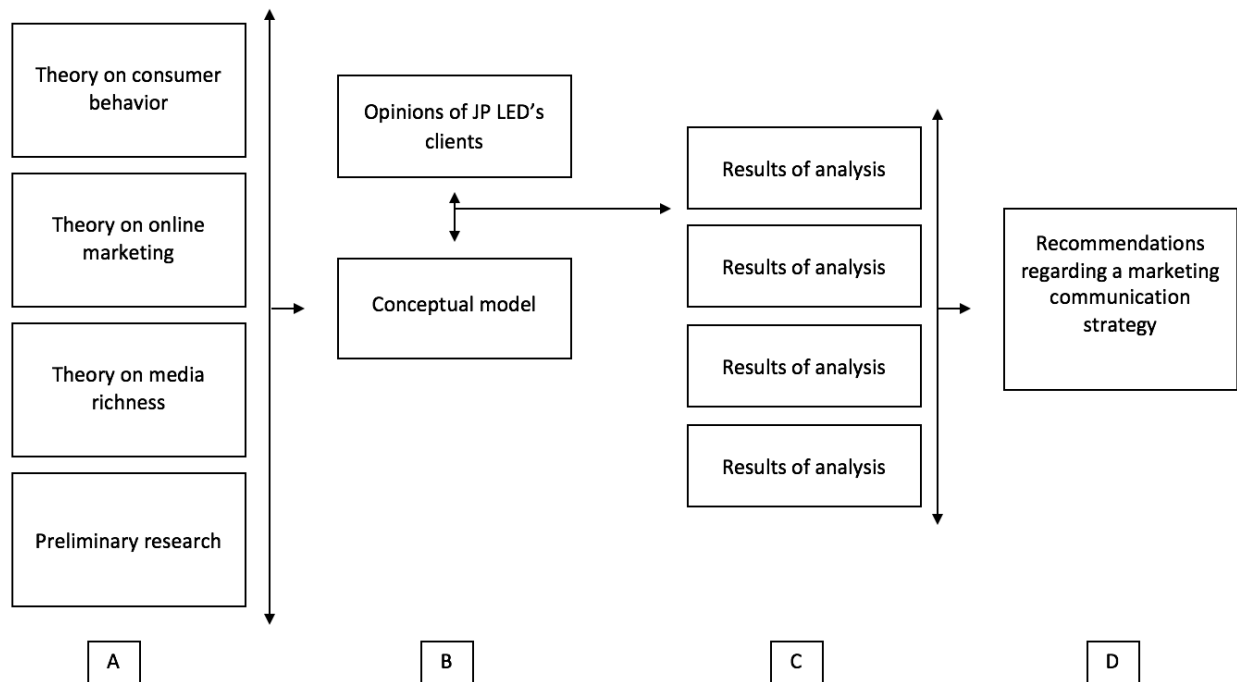 Theory on consumer
behavior
Theory on online
marketing
Theory on media
richness
Preliminary research
A
Opinions of JP LED’s
clients
Conceptual model
B
Results of analysis
Results of analysis
Results of analysis
Results of analysis
C
Recommendations
regarding a marketing
communication
strategy
D